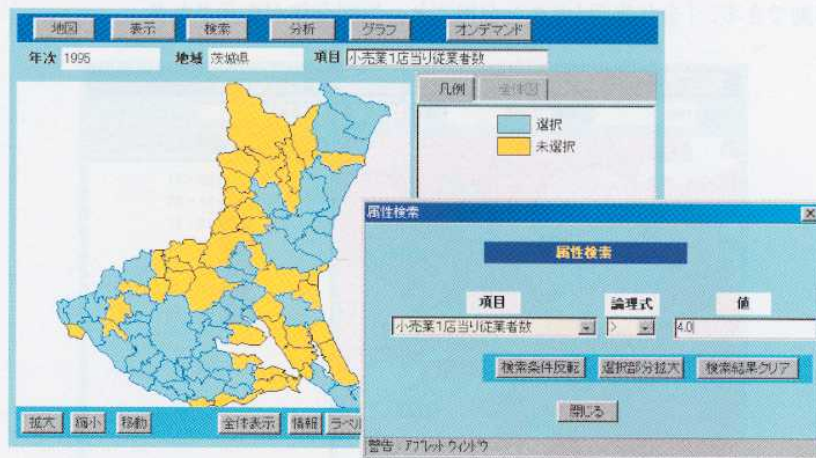 地図 表示 検索 分析 グラフ オンデマンド
年次 1995 地域 茨城県 項目 小売業1店当り従業者数
凡例 全体図
選択
未選択
属性検索
属性検索
項目 論理式 値
小売業1店当り従業者数 > 4.0
検索条件反転 選択部分拡大 検索結果クリア
閉じる
警告 : アプレット ウィンドウ
拡大 縮小 移動 全体表示 情報 ラベル